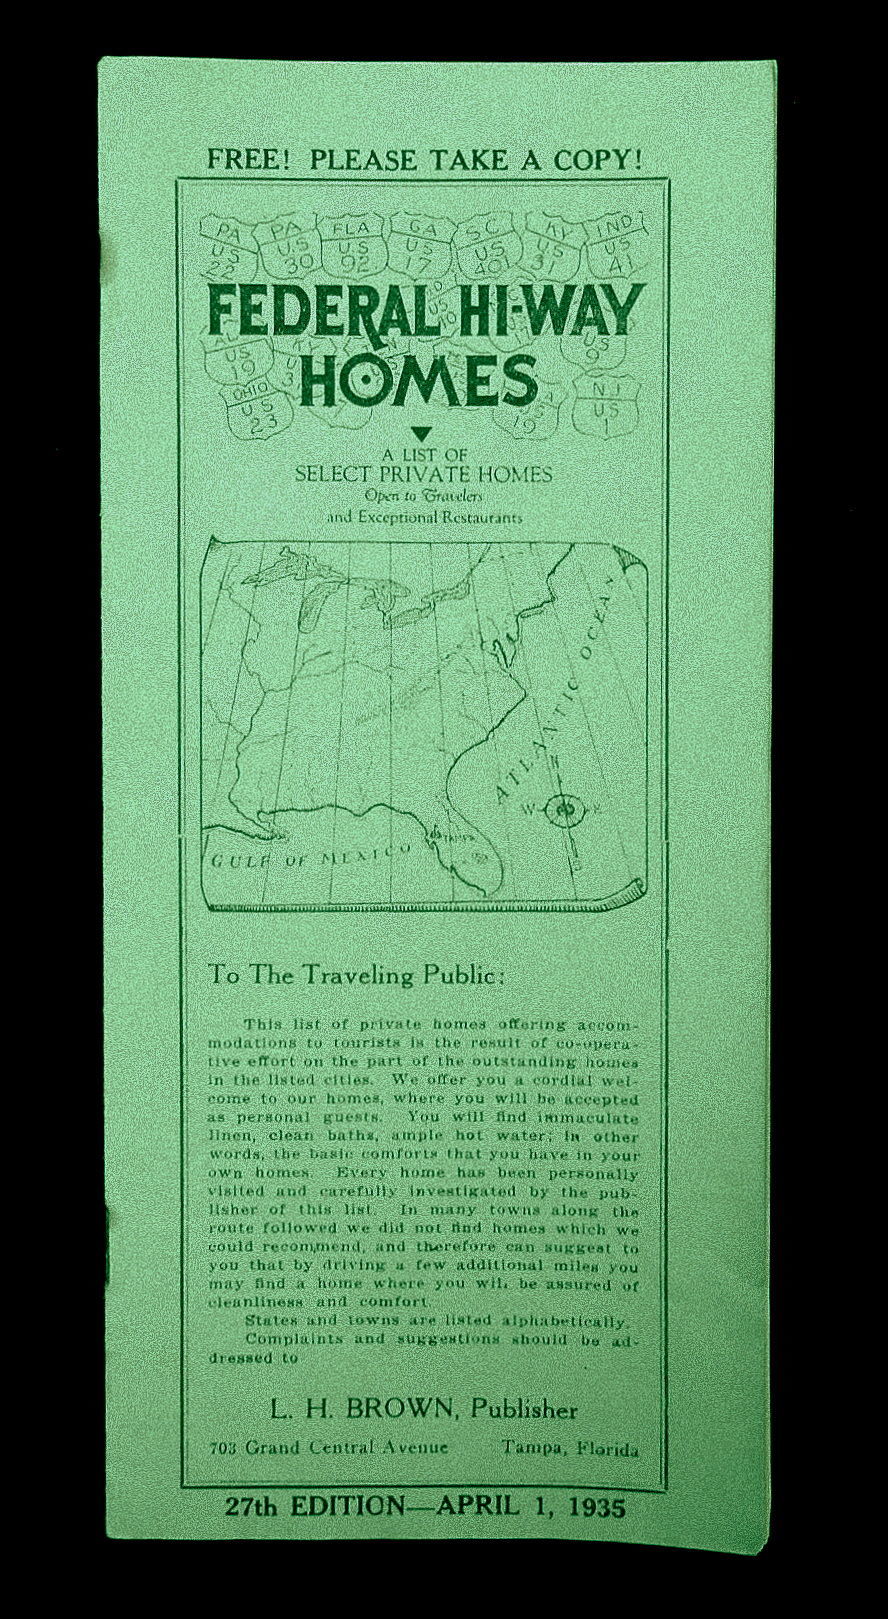 FREE! PLEASE TAKE A COPY!
PA US 22
PA U.S 30
FLA US 92
GA US 17
S.C. US 401
KY US 31
IND US 41
FEDERAL HI-WAY
HOMES
US 19
OHIO US 23
US 19
N J US 1
A LIST OF
SELECT PRIVATE HOMES
Open to Travelers
and Exceptional Restaurants
ATLANTIC OCEAN
N
W E
TAMPA
GULF OF MEXICO
To The Traveling Public:
This list of private homes offering accom-
modations to tourists is the result of co-opera-
tive effort on the part of the outstanding homes
in the listed cities. We offer you a cordial wel-
come to our homes, where you will be accepted
as personal guests. You will find immaculate
linen, clean baths, ample hot water; in other
words, the basic comforts that you have in your
own homes. Every home has been personally
visited and carefully investigated by the pub-
lisher of this list. In many towns along the
route followed we did not find homes which we
could recommend, and therefore can suggest to
you that by driving a few additional miles you
may find a home where you will be assured of
cleanliness and comfort.
States and towns are listed alphabetically.
Complaints and suggestions should be ad-
dressed to
L. H. BROWN, Publisher
703 Grand Central Avenue Tampa, Florida
27th EDITION—APRIL 1, 1935